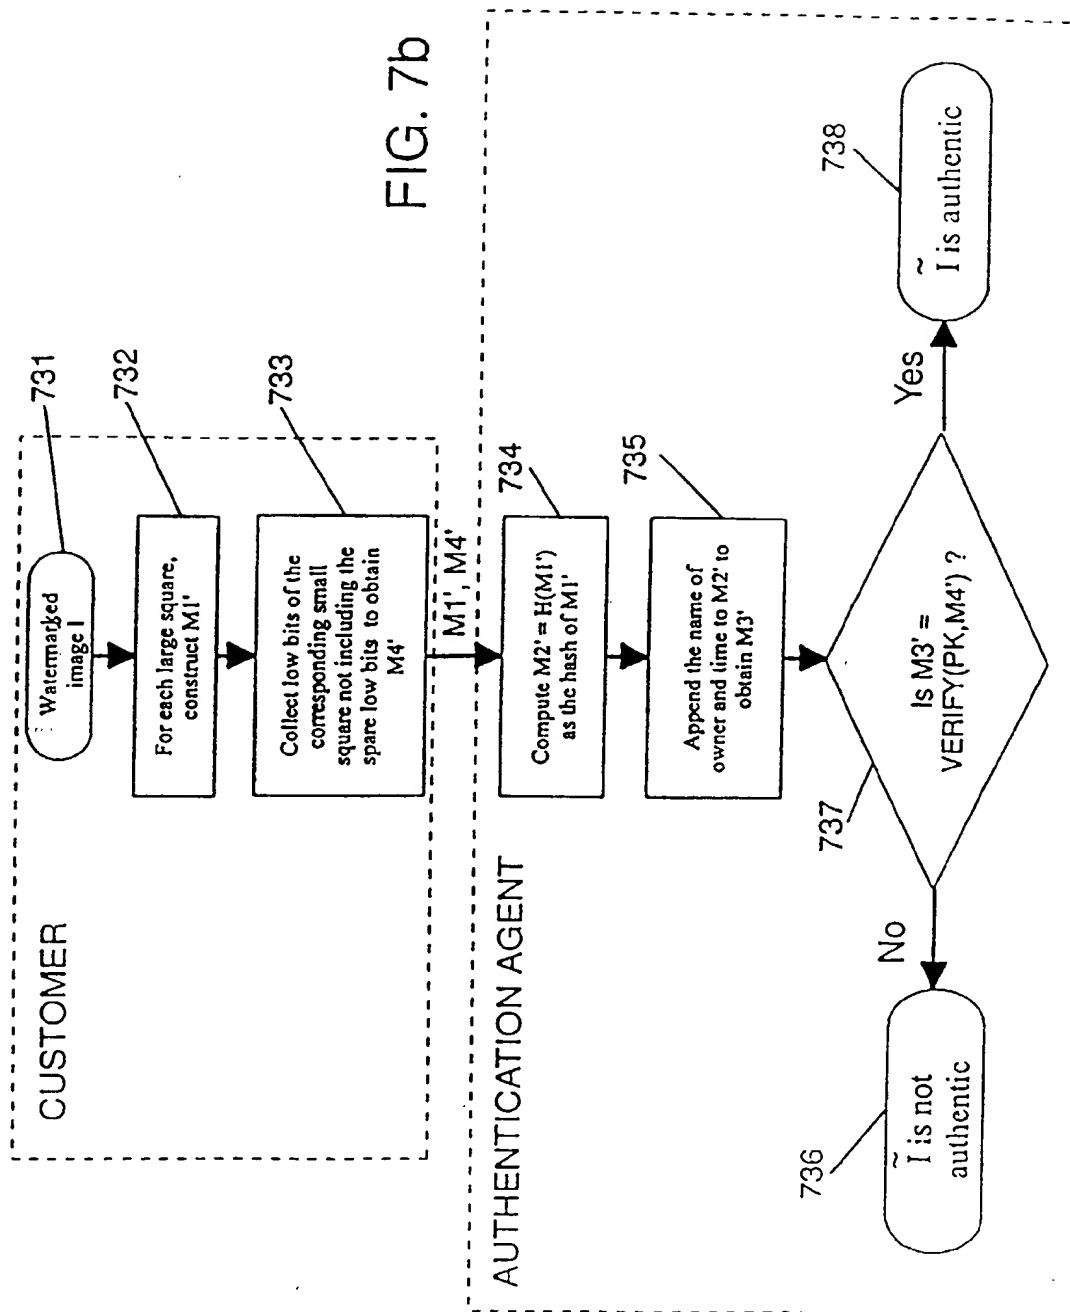 FIG. 7b
CUSTOMER
731
Watermarked
image I
732
For each large square,
construct M1'
733
Collect low bits of the
corresponding small
square not including the
spare low bits to obtain
M4'
M1', M4'
AUTHENTICATION AGENT
734
Compute M2' = H(M1')
as the hash of M1'
735
Append the name of
owner and time to M2' to
obtain M3'
737
Is M3' =
VERIFY(PK,M4') ?
No
Yes
736
Ĩ is not
authentic
738
Ĩ is authentic